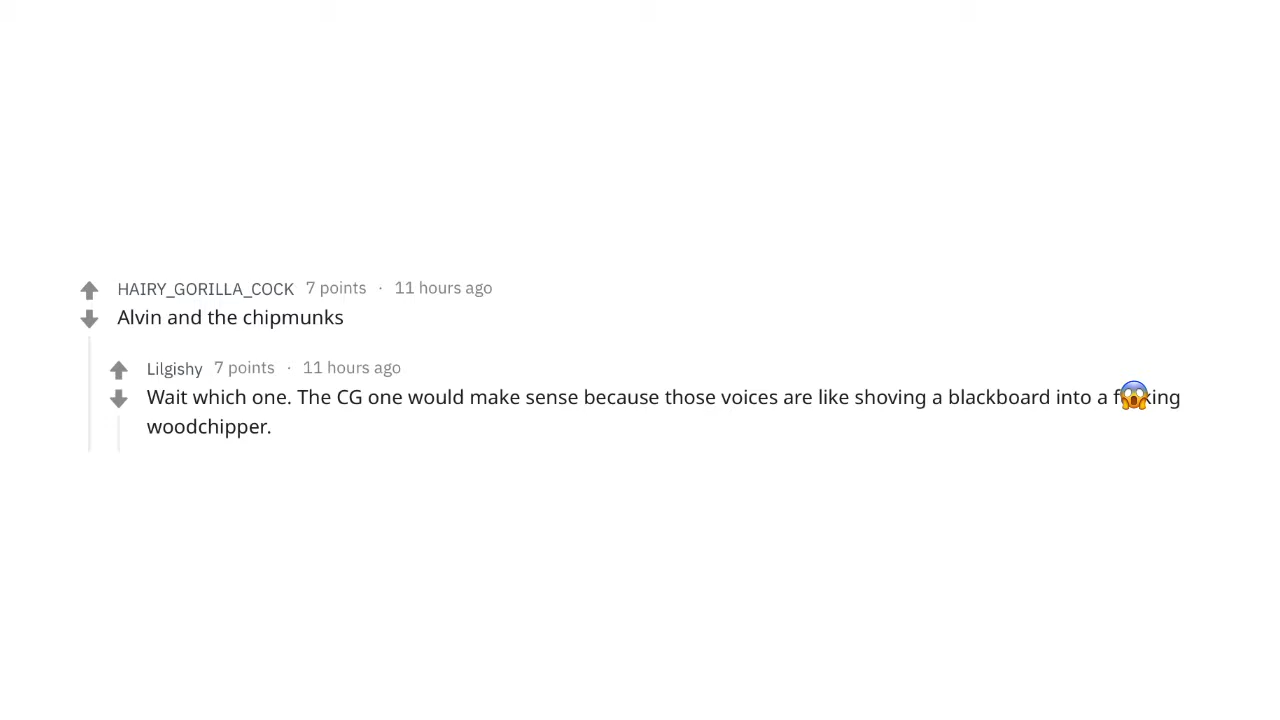 HAIRY_GORILLA_COCK 7 points · 11 hours ago
Alvin and the chipmunks
Lilgishy 7 points · 11 hours ago
Wait which one. The CG one would make sense because those voices are like shoving a blackboard into a f😱king
woodchipper.